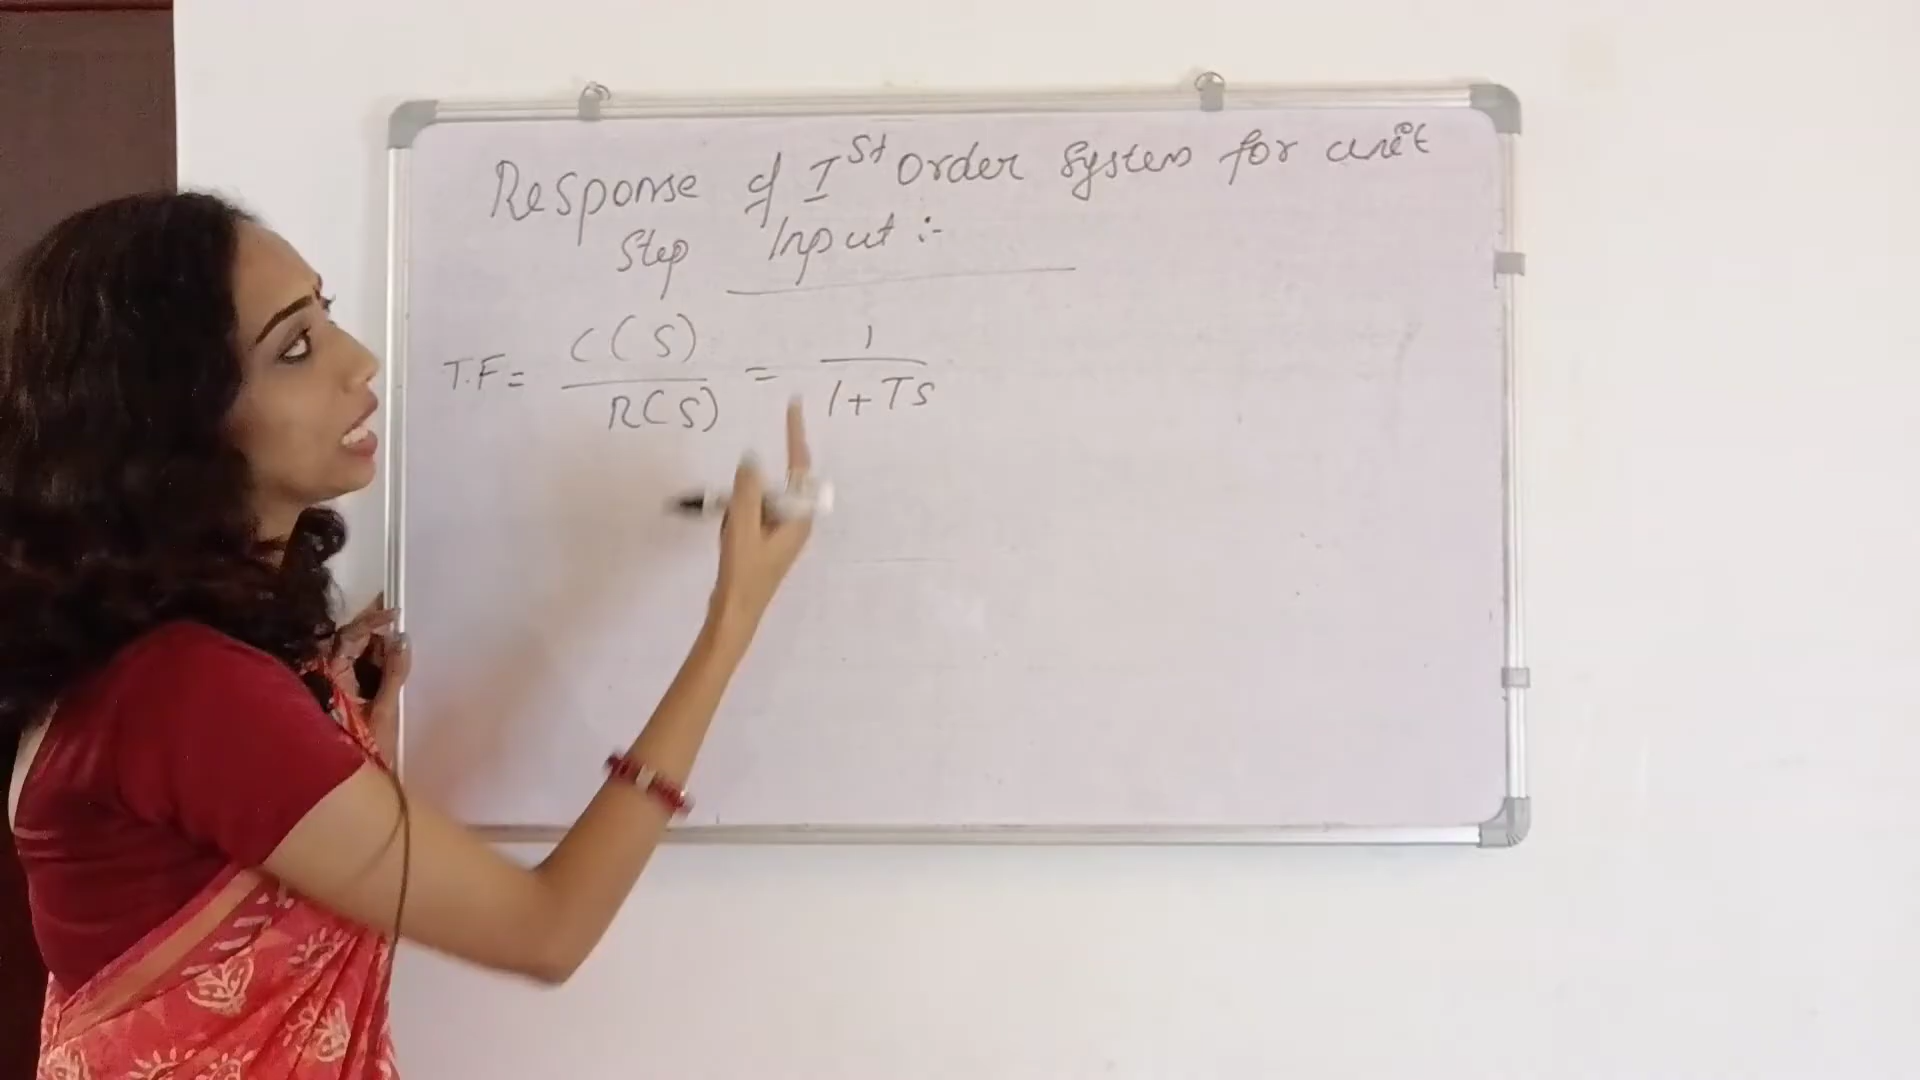 Response of Ist order system for unit
Step Input :-
T.F = C(S) / R(S) = 1 / 1+Ts